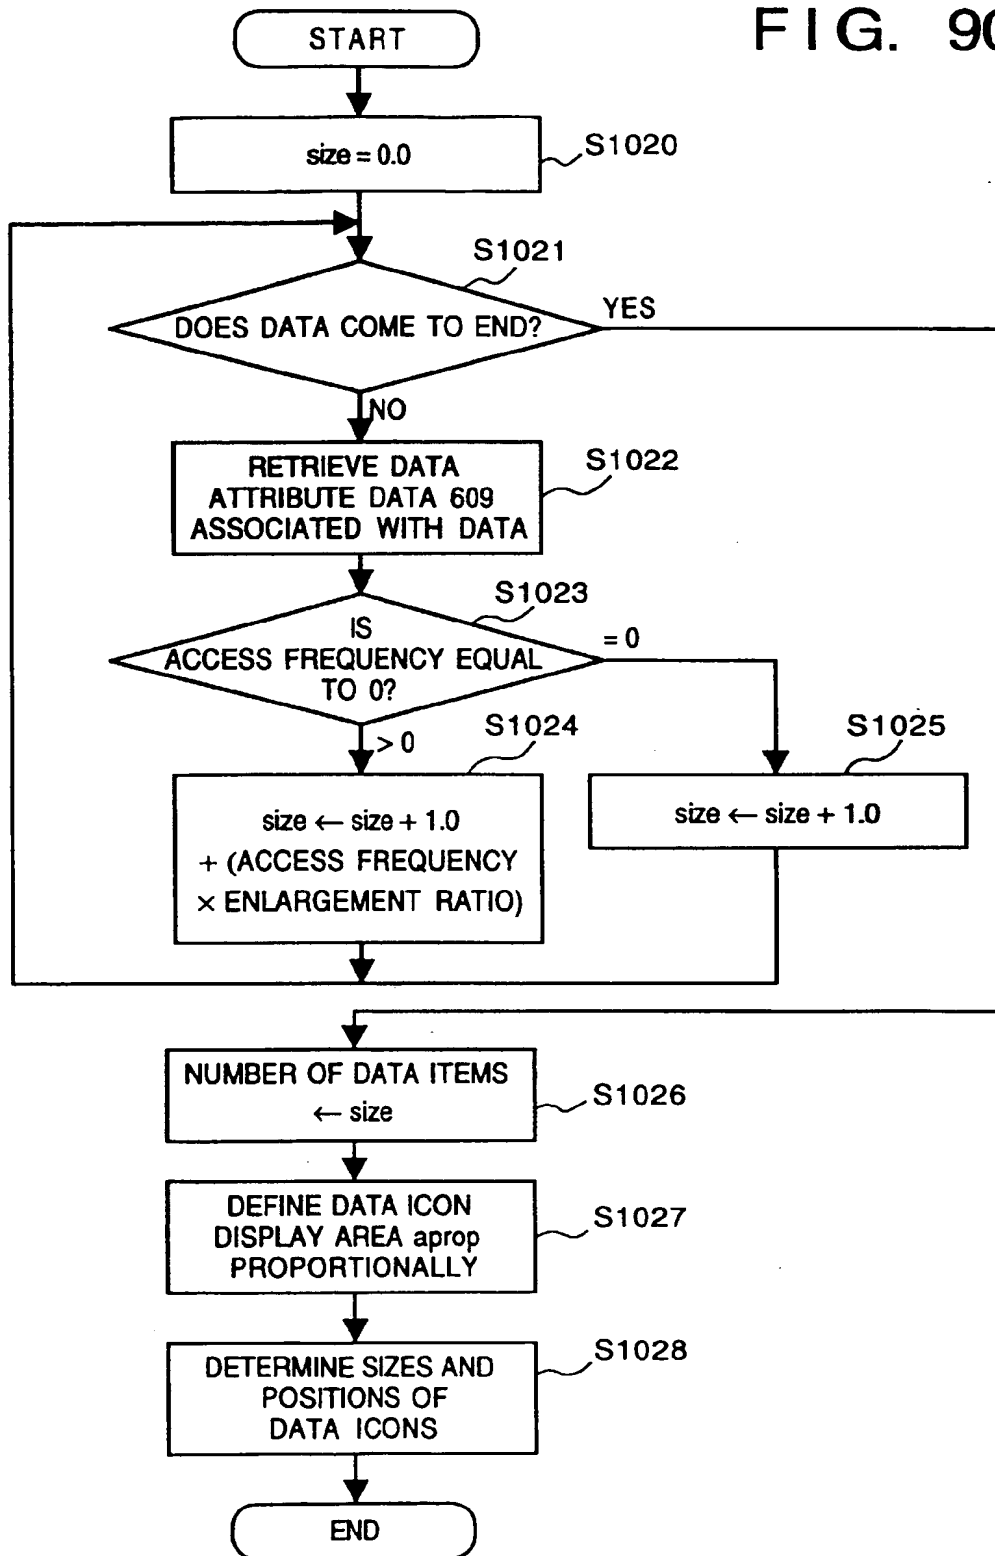 FIG. 90
START
size = 0.0
S1020
S1021
DOES DATA COME TO END?
YES
NO
RETRIEVE DATA
ATTRIBUTE DATA 609
ASSOCIATED WITH DATA
S1022
S1023
IS
ACCESS FREQUENCY EQUAL
TO 0?
= 0
> 0
S1024
size ← size + 1.0
+ (ACCESS FREQUENCY
× ENLARGEMENT RATIO)
S1025
size ← size + 1.0
NUMBER OF DATA ITEMS
← size
S1026
DEFINE DATA ICON
DISPLAY AREA aprop
PROPORTIONALLY
S1027
DETERMINE SIZES AND
POSITIONS OF
DATA ICONS
S1028
END